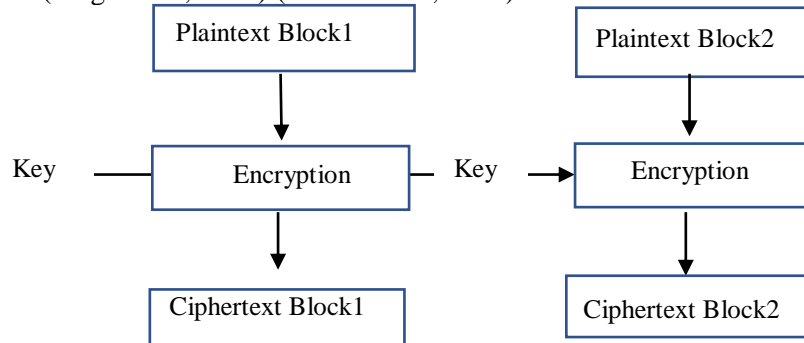 Plaintext Block1
Plaintext Block2
Key
Encryption
Key
Encryption
Ciphertext Block1
Ciphertext Block2